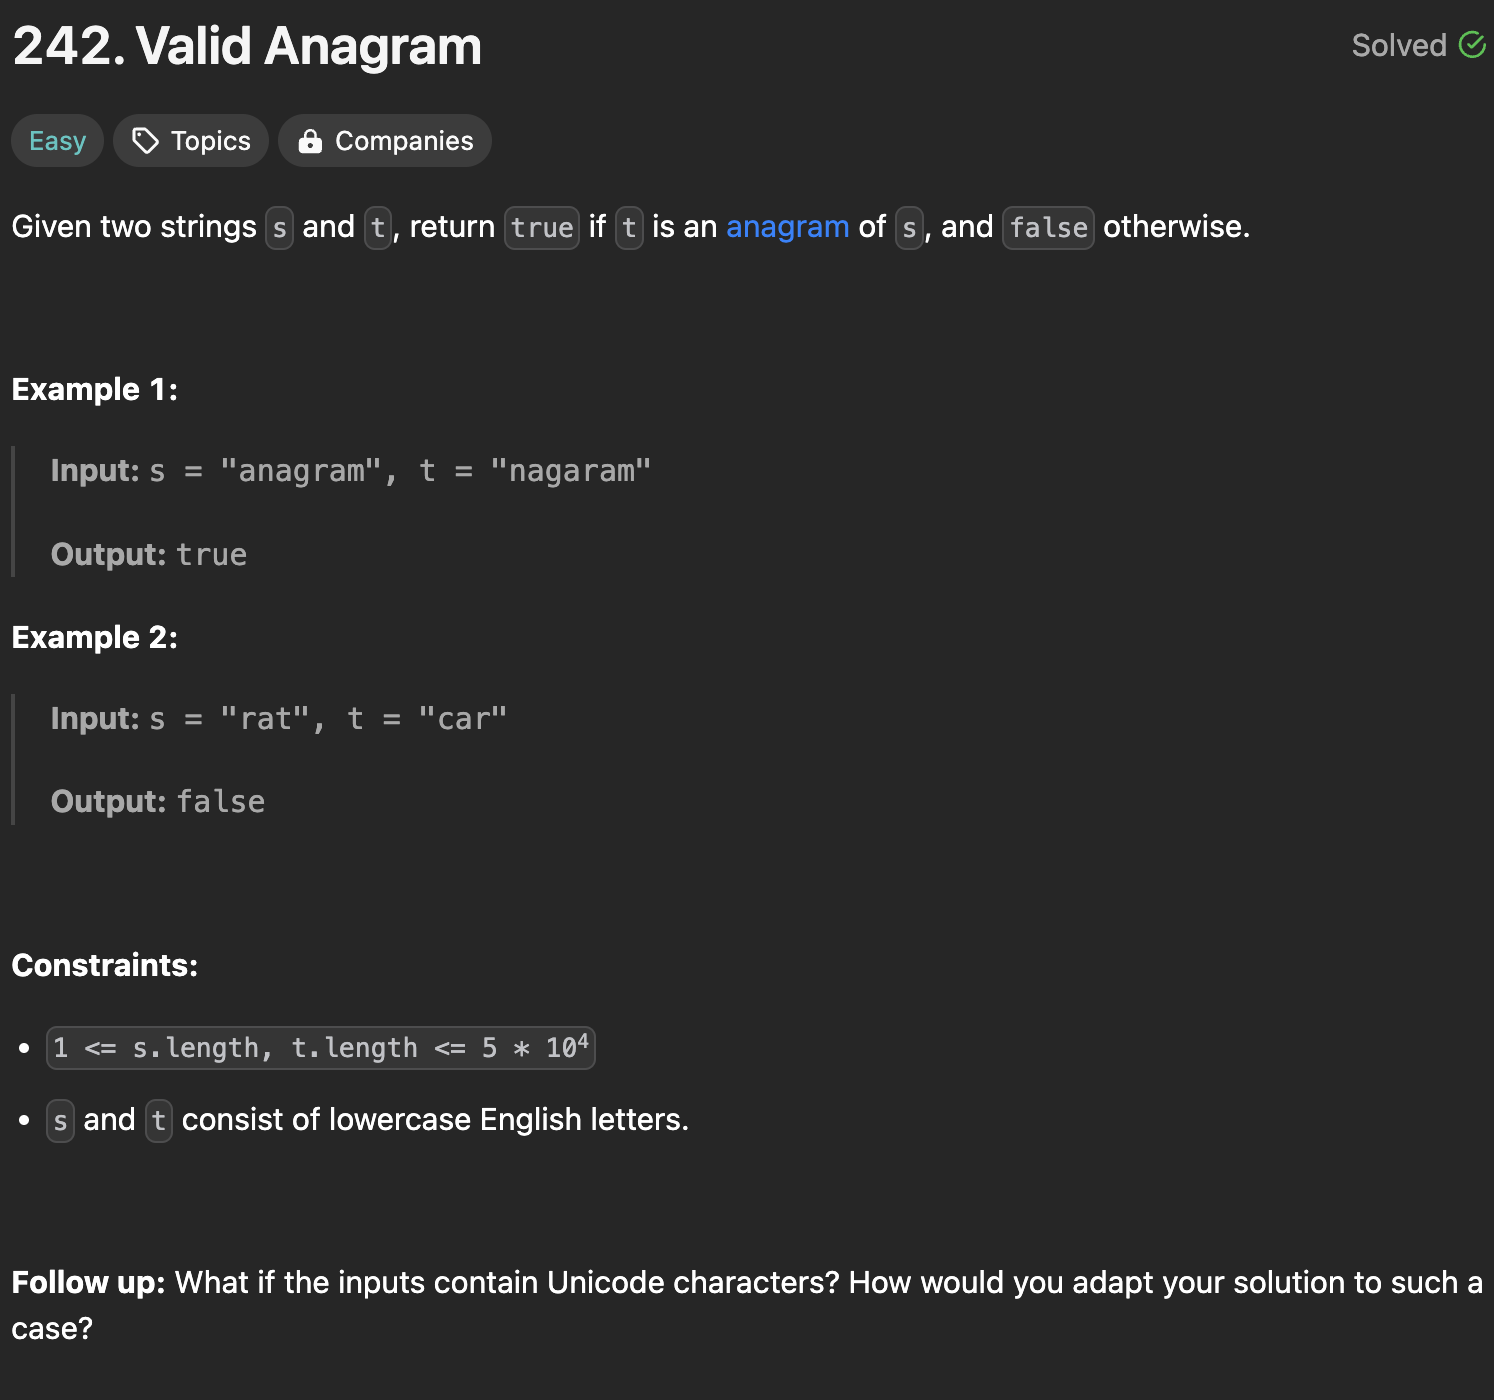 242. Valid Anagram
Solved
Easy
Topics
Companies
Given two strings s and t, return true if t is an anagram of s, and false otherwise.
Example 1:
Input: s = "anagram", t = "nagaram"
Output: true
Example 2:
Input: s = "rat", t = "car"
Output: false
Constraints:
1 <= s.length, t.length <= 5 * 10⁴
s and t consist of lowercase English letters.
Follow up: What if the inputs contain Unicode characters? How would you adapt your solution to such a
case?